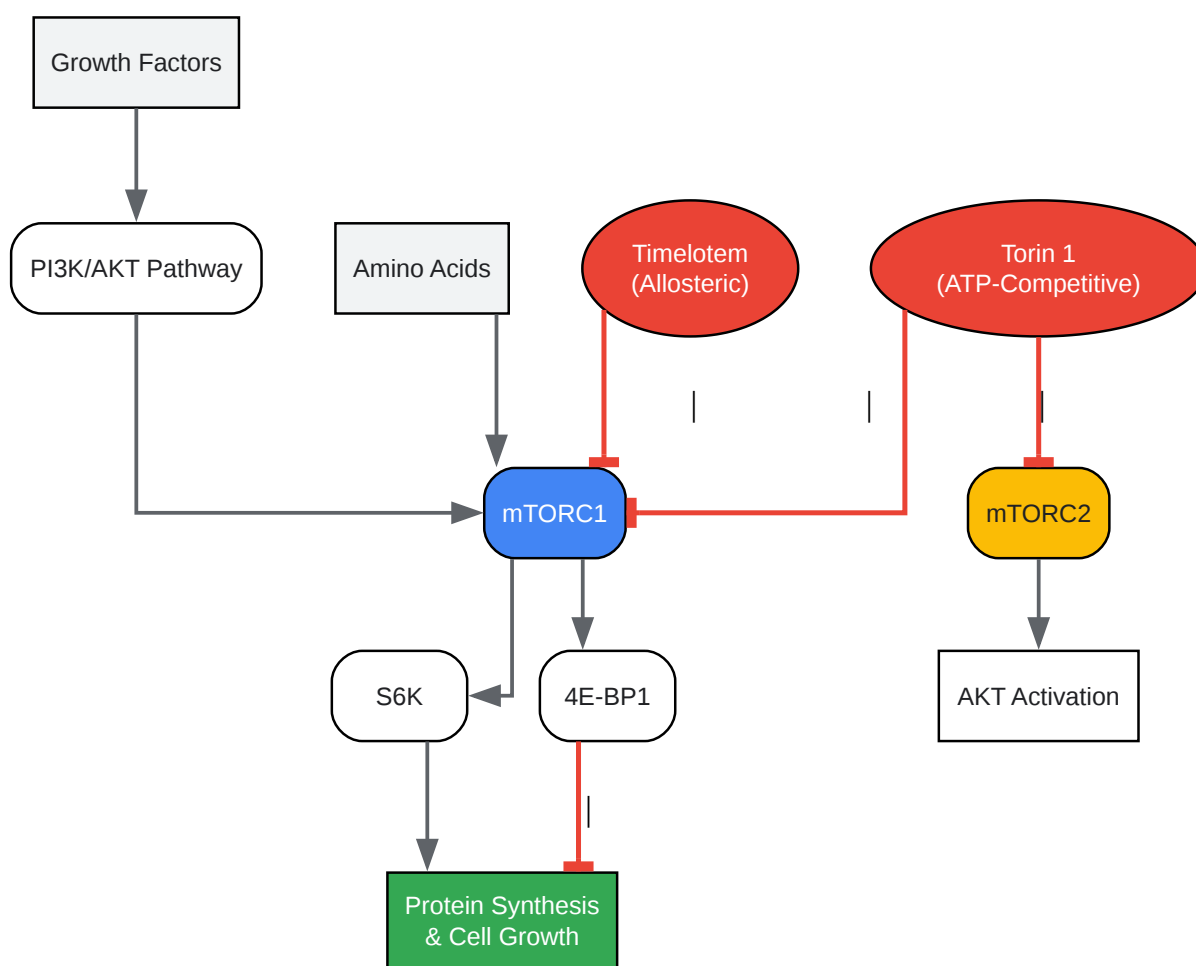 Growth Factors
PI3K/AKT Pathway
Amino Acids
Timelotem
(Allosteric)
Torin 1
(ATP-Competitive)
|
|
|
mTORC1
mTORC2
S6K
4E-BP1
AKT Activation
|
Protein Synthesis
& Cell Growth